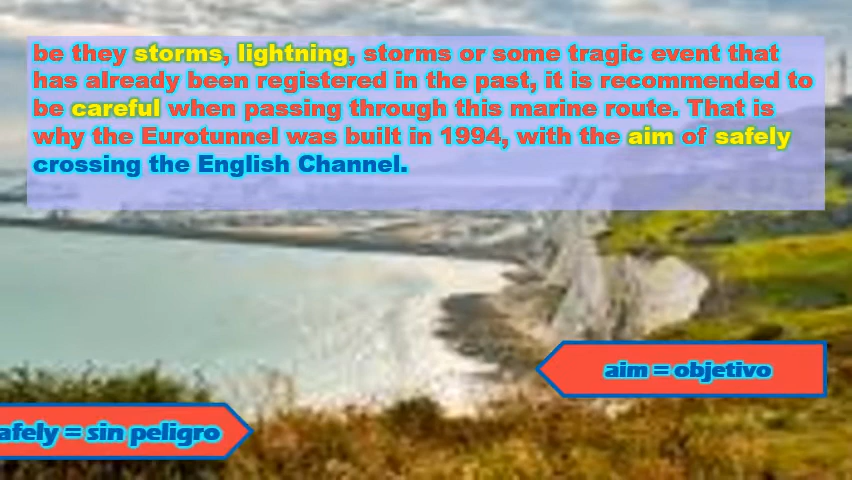 be they storms, lightning, storms or some tragic event that
has already been registered in the past, it is recommended to
be careful when passing through this marine route. That is
why the Eurotunnel was built in 1994, with the aim of safely
crossing the English Channel.
aim = objetivo
afely = sin peligro